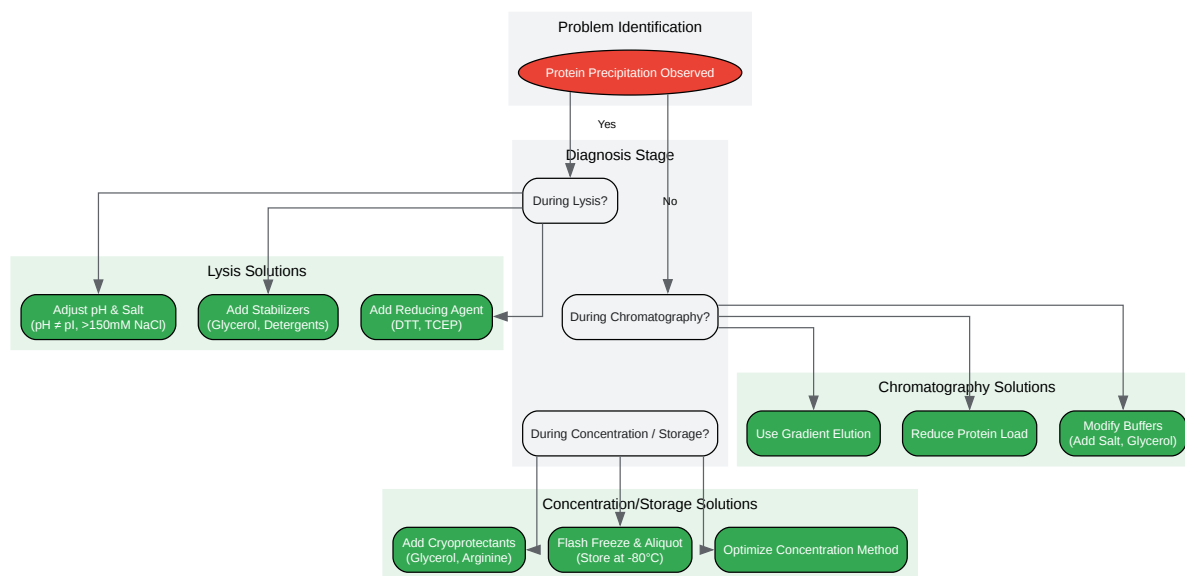 Problem Identification
Protein Precipitation Observed
Yes
Diagnosis Stage
During Lysis?
No
Lysis Solutions
Adjust pH & Salt
(pH ≠ pI, >150mM NaCl)
Add Stabilizers
(Glycerol, Detergents)
Add Reducing Agent
(DTT, TCEP)
During Chromatography?
Chromatography Solutions
Use Gradient Elution
Reduce Protein Load
Modify Buffers
(Add Salt, Glycerol)
During Concentration / Storage?
Concentration/Storage Solutions
Add Cryoprotectants
(Glycerol, Arginine)
Flash Freeze & Aliquot
(Store at -80°C)
Optimize Concentration Method